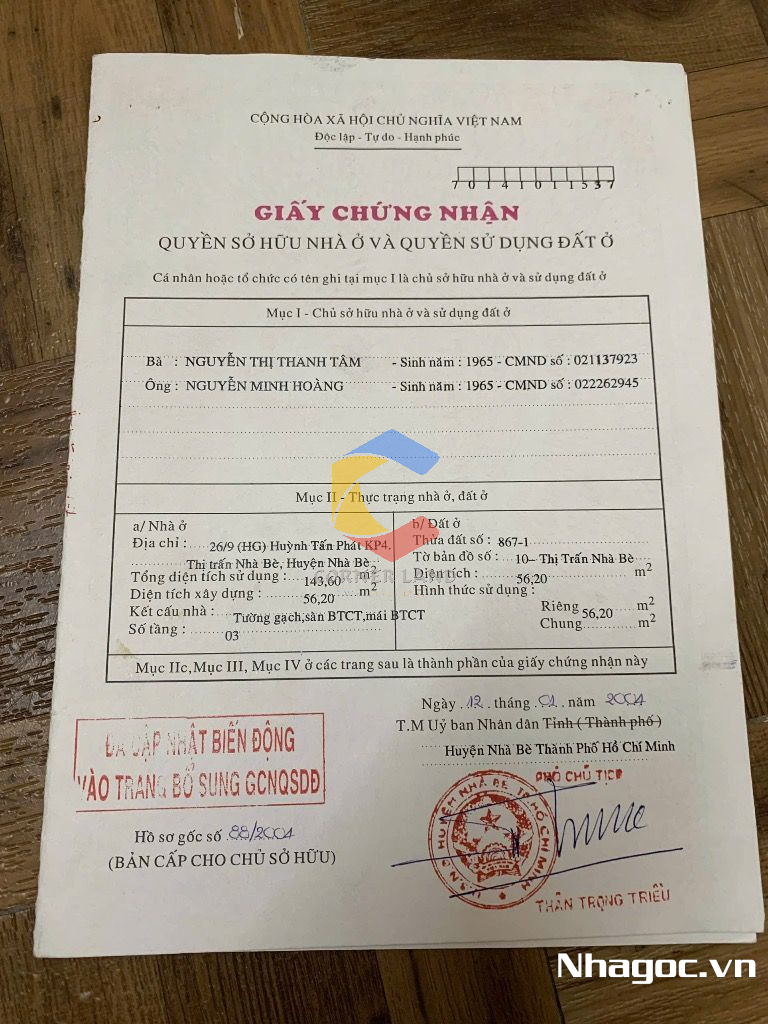 CỘNG HÒA XÃ HỘI CHỦ NGHĨA VIỆT NAM
Độc lập - Tự do - Hạnh phúc
70141011537
GIẤY CHỨNG NHẬN
QUYỀN SỞ HỮU NHÀ Ở VÀ QUYỀN SỬ DỤNG ĐẤT Ở
Cá nhân hoặc tổ chức có tên ghi tại mục I là chủ sở hữu nhà ở và sử dụng đất ở
Mục I - Chủ sở hữu nhà ở và sử dụng đất ở
Bà : NGUYỄN THỊ THANH TÂM - Sinh năm : 1965 - CMND số : 021137923
Ông : NGUYỄN MINH HOÀNG - Sinh năm : 1965 - CMND số : 022262945
Mục II - Thực trạng nhà ở, đất ở
a/ Nhà ở
Địa chỉ : 26/9 (HG) Huỳnh Tấn Phát KP4,
Thị trấn Nhà Bè, Huyện Nhà Bè
Tổng diện tích sử dụng : 143,60 m2
Diện tích xây dựng : 56,20 m2
Kết cấu nhà : Tường gạch,sàn BTCT,mái BTCT
Số tầng : 03
b/ Đất ở
Thửa đất số : 867-1
Tờ bản đồ số : 10- Thị Trấn Nhà Bè
Diện tích : 56,20 m2
Hình thức sử dụng :
Riêng 56,20 m2
Chung m2
CORNER LAND
Mục IIc,Mục III, Mục IV ở các trang sau là thành phần của giấy chứng nhận này
Ngày 12 tháng 01 năm 2004
T.M Uỷ ban Nhân dân Tỉnh ( Thành phố )
Huyện Nhà Bè Thành Phố Hồ Chí Minh
PHÓ CHỦ TỊCH
U.B.N.D HUYỆN NHÀ BÈ T.P HỒ CHÍ MINH
THÂN TRỌNG TRIỀU
ĐÃ CẬP NHẬT BIẾN ĐỘNG
VÀO TRANG BỔ SUNG GCNQSDĐ
Hồ sơ gốc số 88/2004
(BẢN CẤP CHO CHỦ SỞ HỮU)
Nhagoc.vn